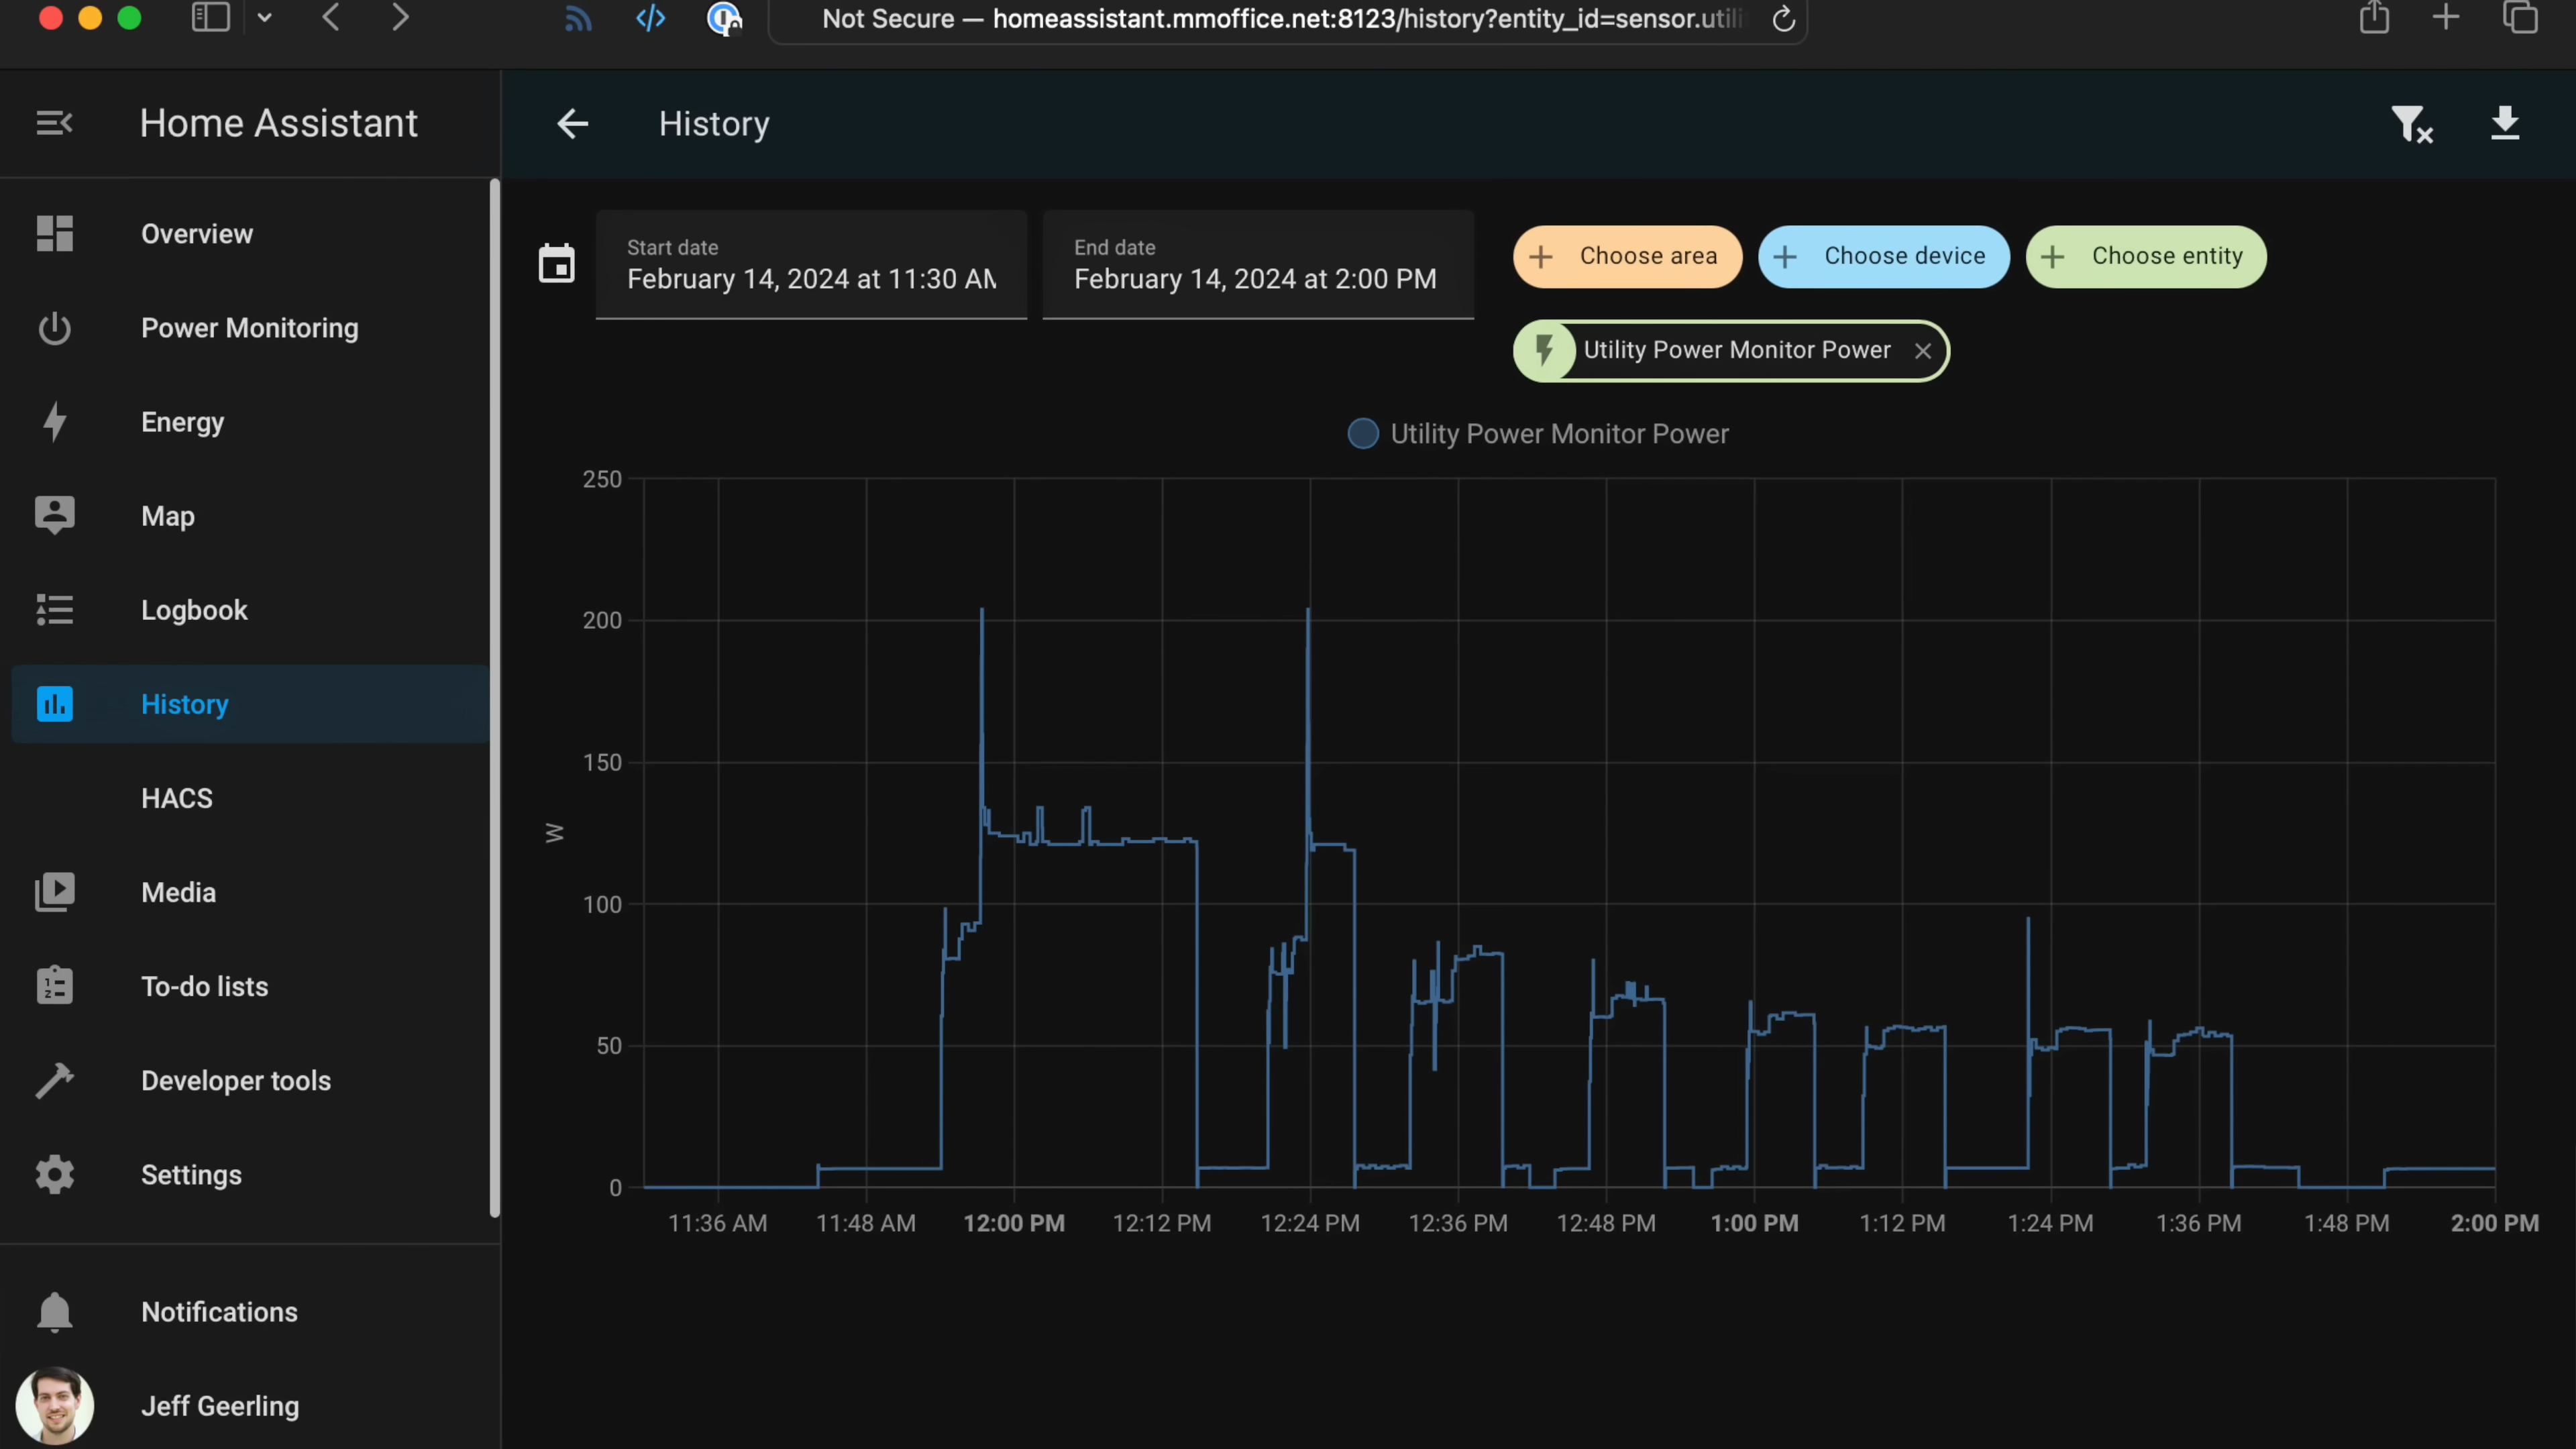 Not Secure — homeassistant.mmoffice.net:8123/history?entity_id=sensor.utili
Home Assistant
History
Overview
Power Monitoring
Energy
Map
Logbook
History
HACS
Media
To-do lists
Developer tools
Settings
Notifications
Jeff Geerling
Start date
February 14, 2024 at 11:30 AM
End date
February 14, 2024 at 2:00 PM
Choose area
Choose device
Choose entity
Utility Power Monitor Power
Utility Power Monitor Power
250
200
150
100
50
0
W
11:36 AM
11:48 AM
12:00 PM
12:12 PM
12:24 PM
12:36 PM
12:48 PM
1:00 PM
1:12 PM
1:24 PM
1:36 PM
1:48 PM
2:00 PM